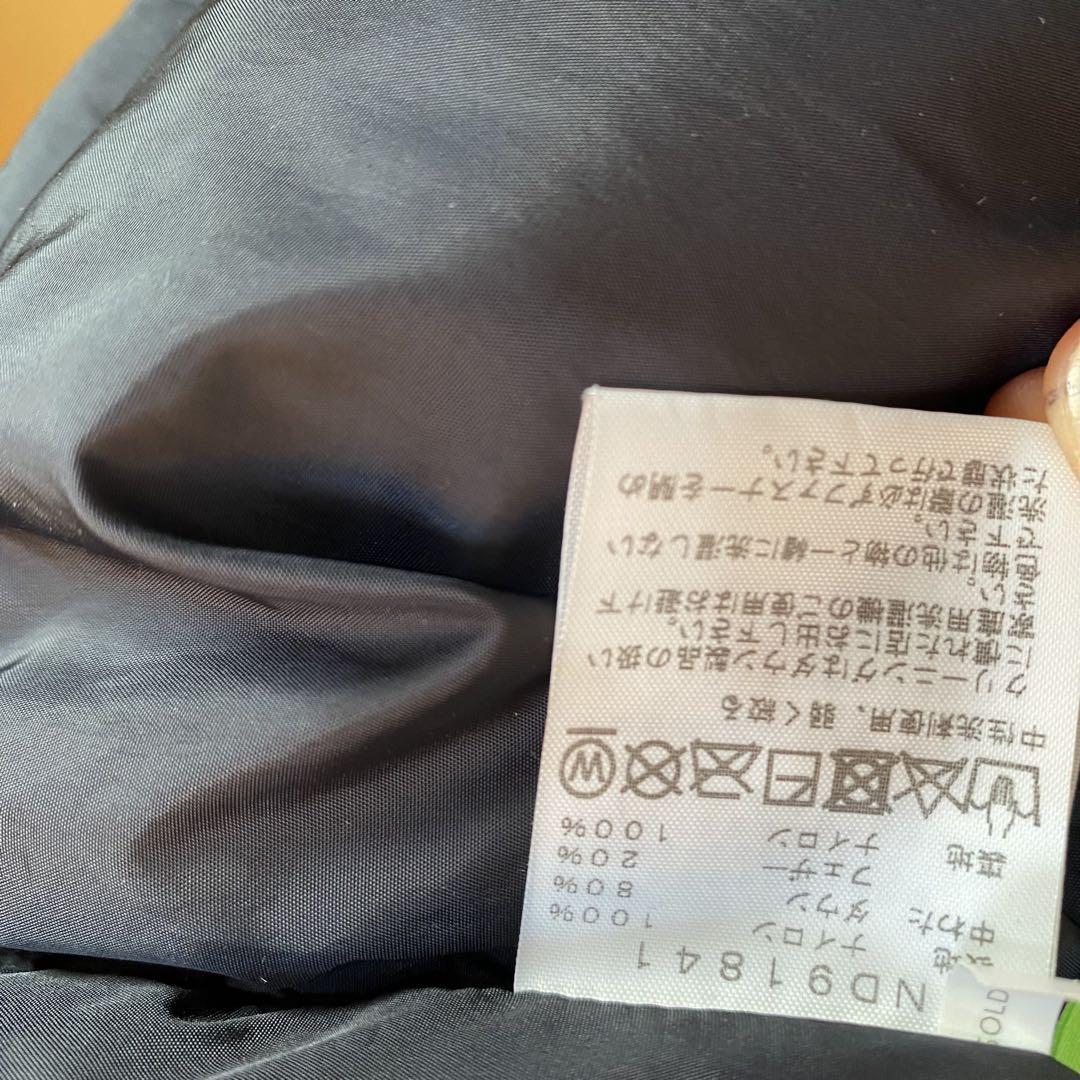 ND91841
表地 ナイロン 100%
中わた ダウン 80%
フェザー 20%
裏地 ナイロン 100%
W
中性洗剤使用、弱く絞る
クリーニングはダウン製品の扱い
に慣れた店にお出し下さい。
用洗濯機のご使用はお避け下
他の物と一緒に洗濯しない
洗濯の際は必ずファスナーを閉め
た状態で行って下さい。
SOLD